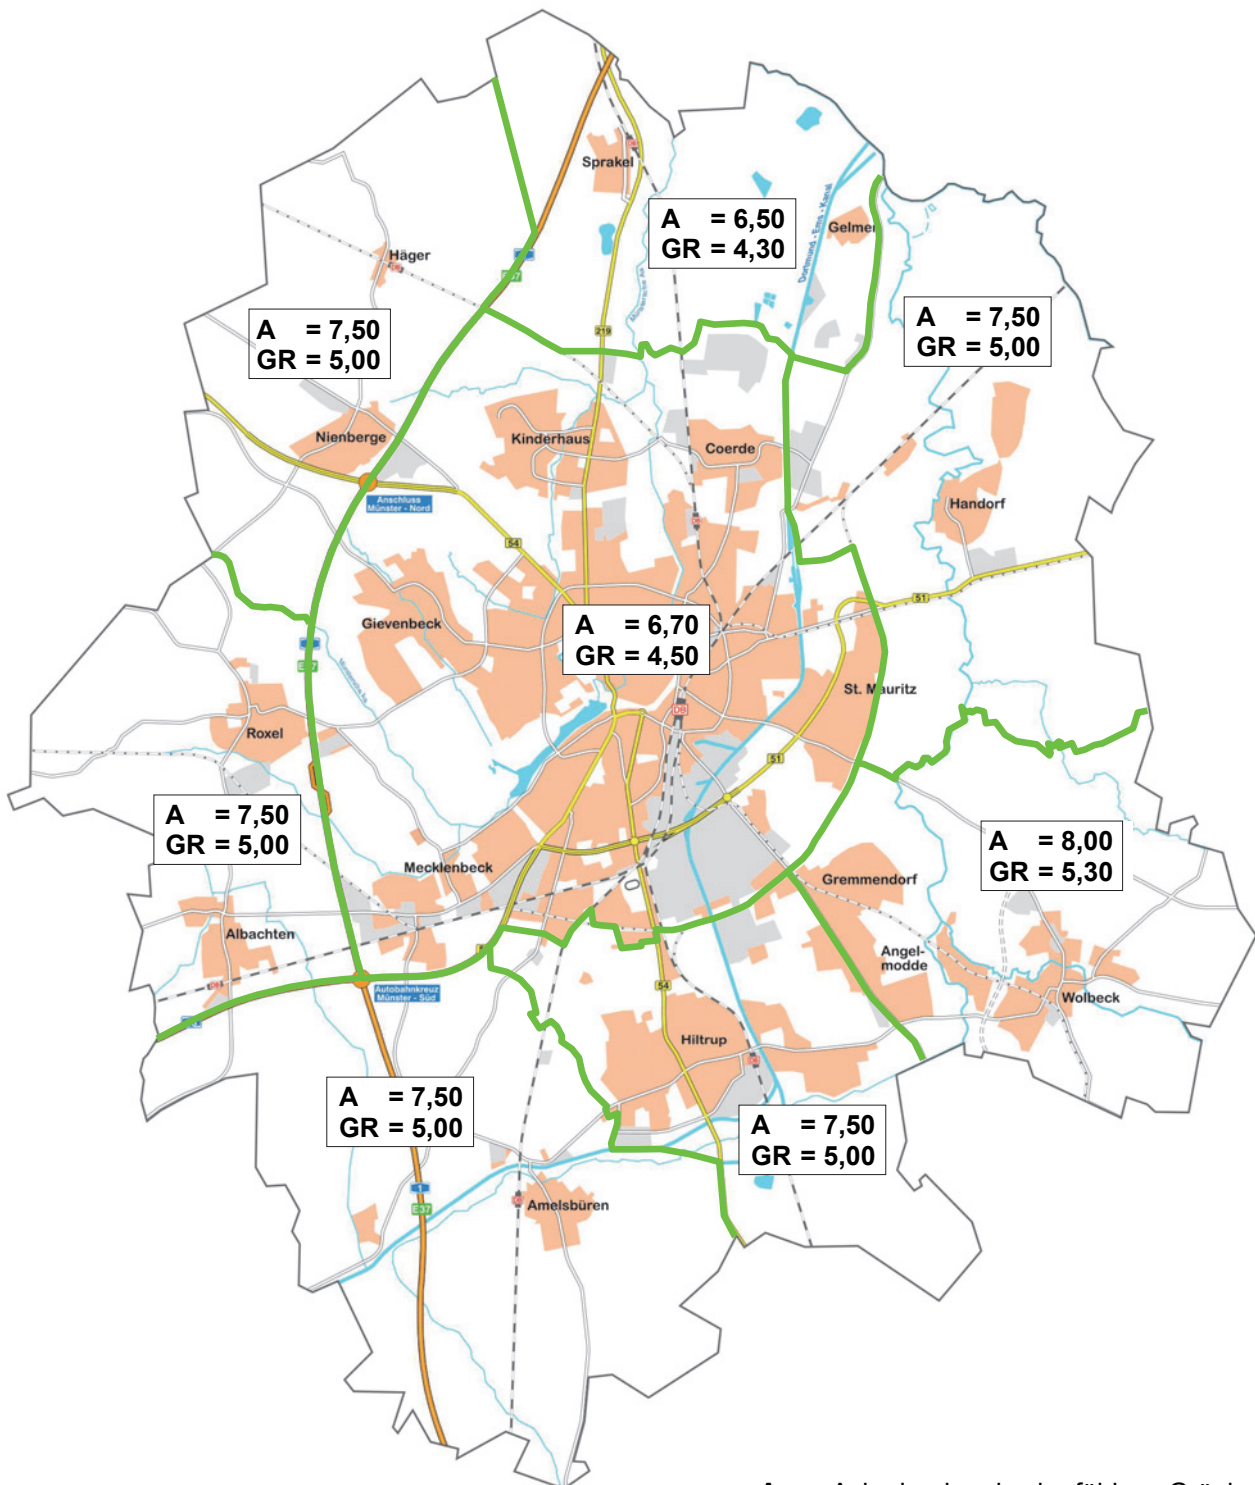 Sprakel
A = 6,50
GR = 4,30
Gelmer
Dortmund - Ems - Kanal
Häger
A = 7,50
GR = 5,00
A = 7,50
GR = 5,00
219
Nienberge
Kinderhaus
Coerde
Anschluss
Münster - Nord
Handorf
54
51
Gievenbeck
A = 6,70
GR = 4,50
St. Mauritz
DB
Roxel
51
A = 7,50
GR = 5,00
A = 8,00
GR = 5,30
Mecklenbeck
Gremmendorf
Albachten
Angel-
modde
Autobahnkreuz
Münster - Süd
54
Wolbeck
Hiltrup
A = 7,50
GR = 5,00
A = 7,50
GR = 5,00
1
E37
Amelsbüren